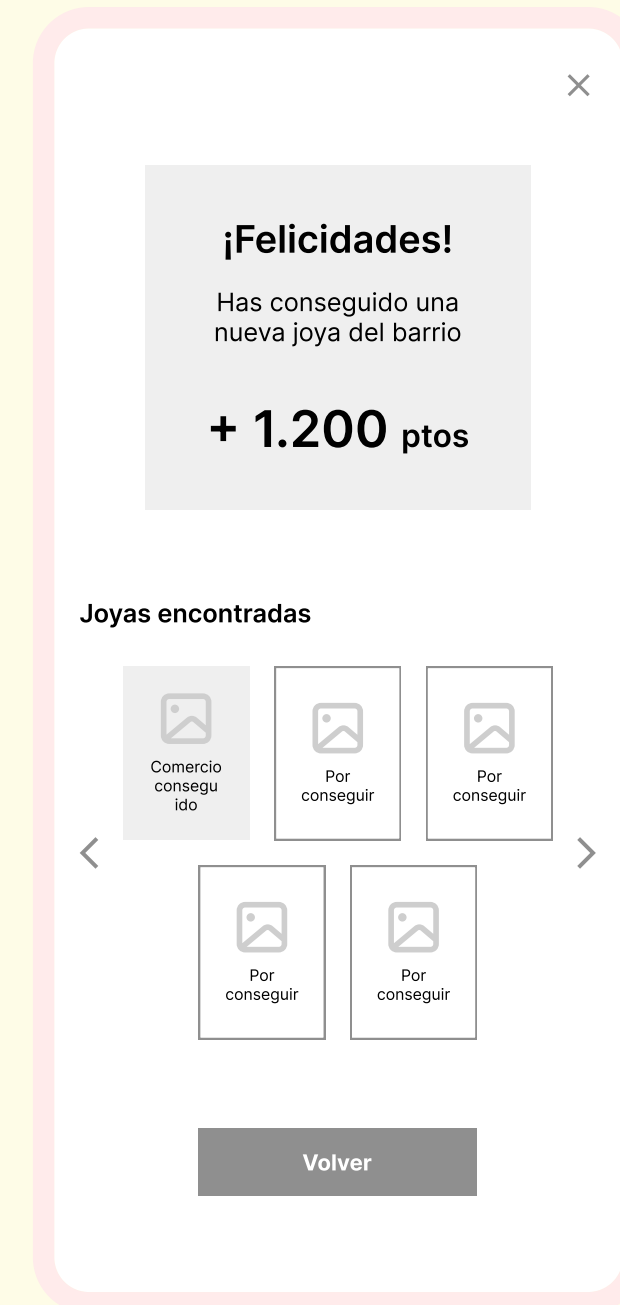 ¡Felicidades!
Has conseguido una
nueva joya del barrio
+ 1.200 ptos
Joyas encontradas
Comercio
consegu
ido
Por
conseguir
Por
conseguir
Por
conseguir
Por
conseguir
Volver